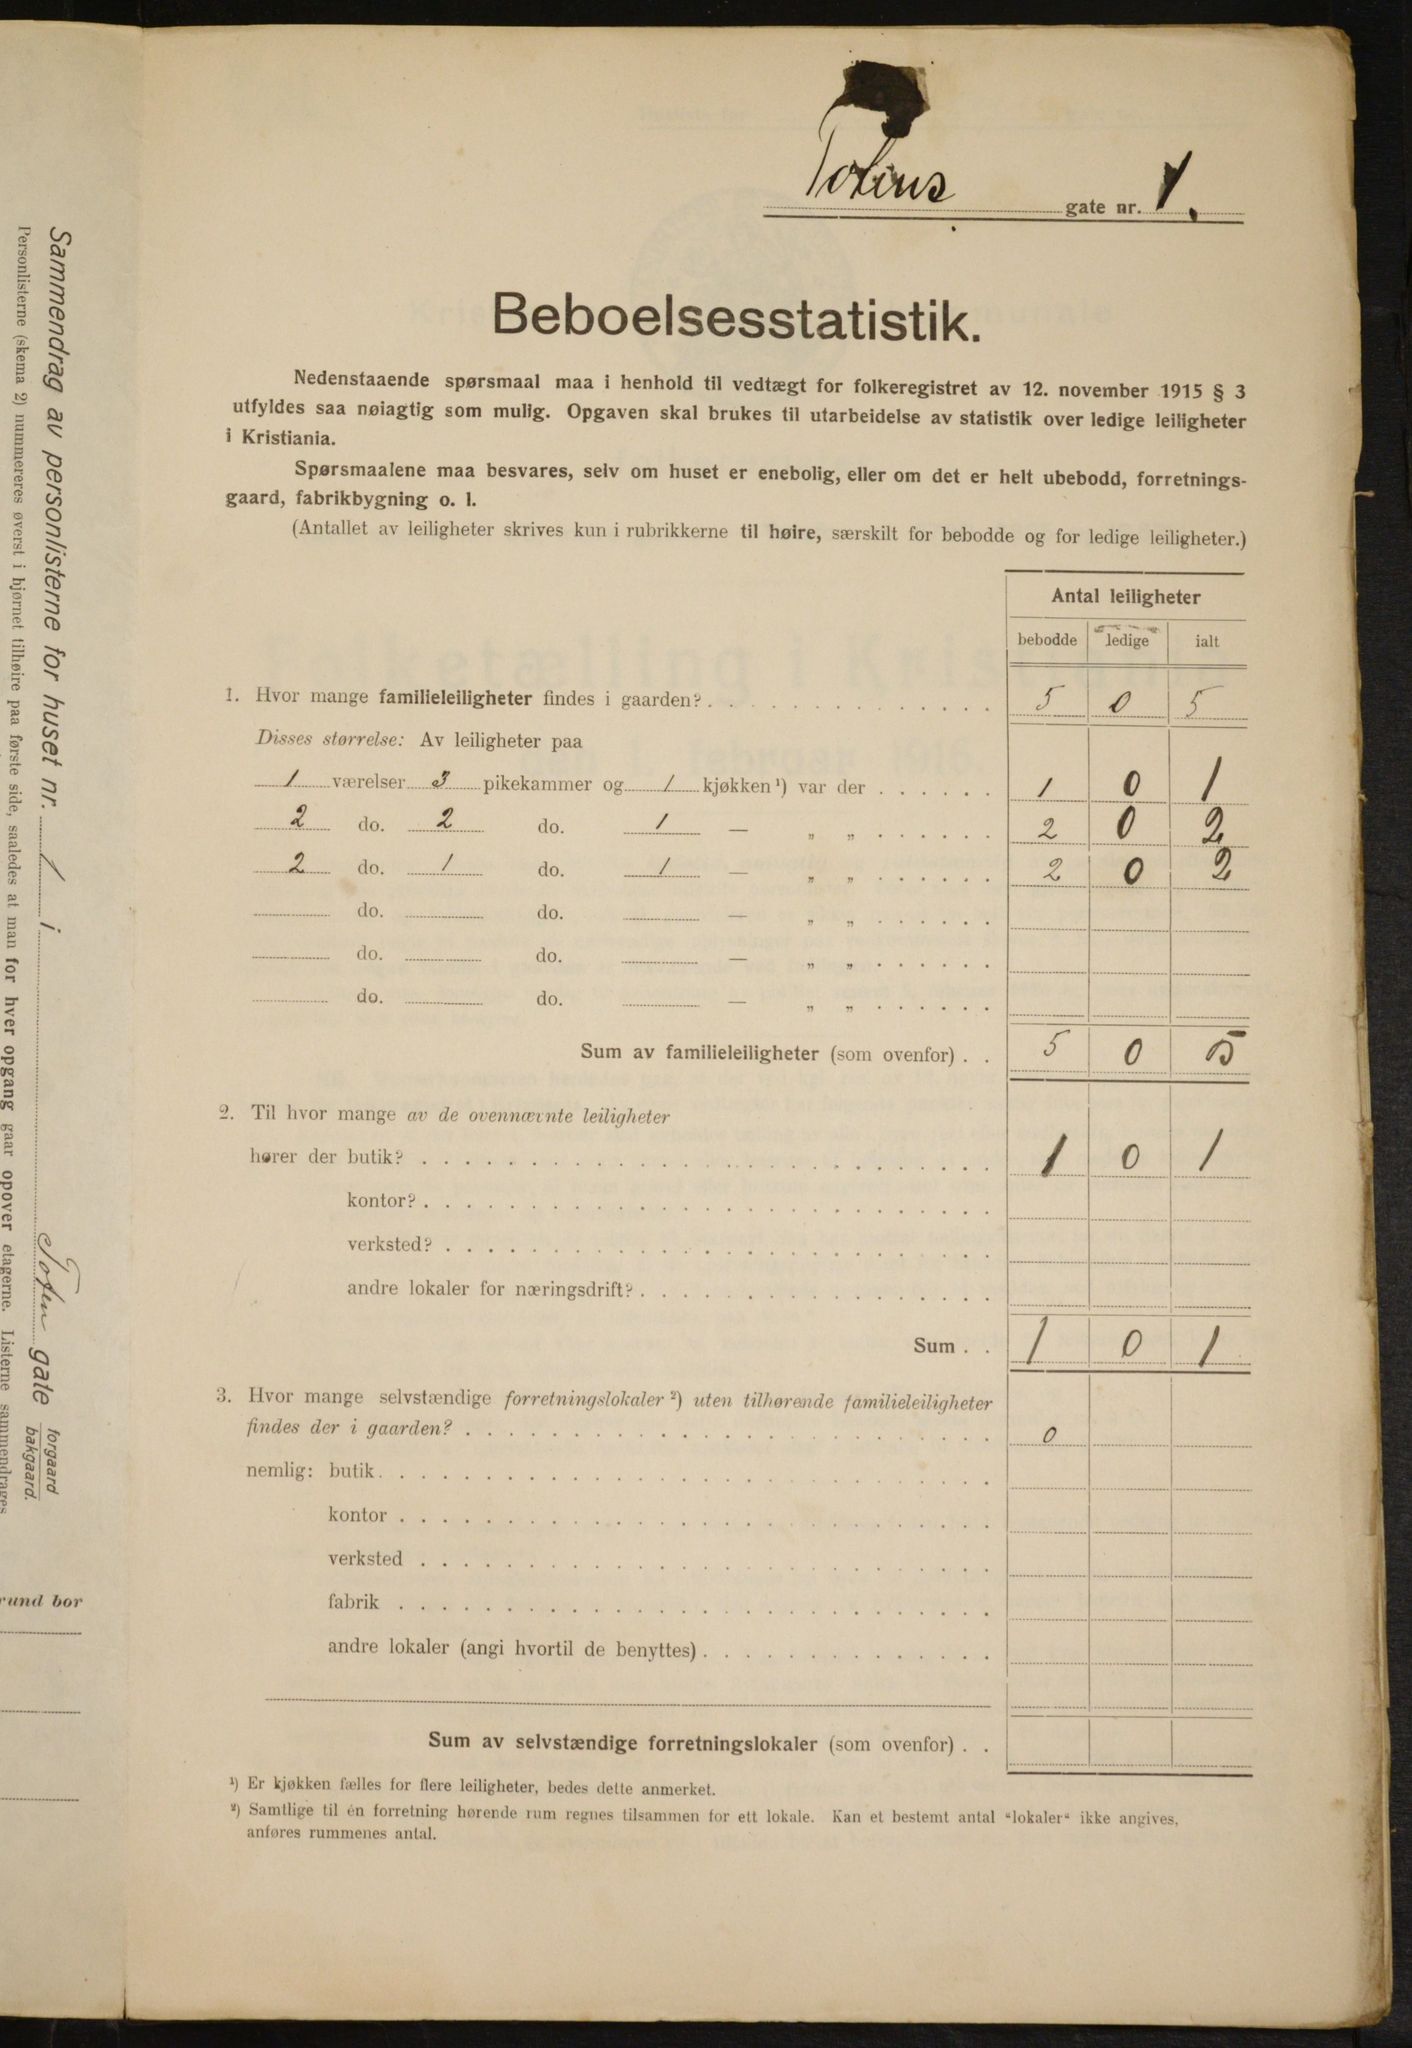 Totens gate nr. 1.
Beboelsesstatistik.
Nedenstaaende spørsmaal maa i henhold til vedtægt for folkeregistret av 12. november 1915 § 3
utfyldes saa nøiagtig som mulig. Opgaven skal brukes til utarbeidelse av statistik over ledige leiligheter
i Kristiania.
Spørsmaalene maa besvares, selv om huset er enebolig, eller om det er helt ubebodd, forretnings-
gaard, fabrikbygning o. l.
(Antallet av leiligheter skrives kun i rubrikkerne til høire, særskilt for bebodde og for ledige leiligheter.)
Antal leiligheter
bebodde ledige ialt
1. Hvor mange familieleiligheter findes i gaarden? 5 0 5
Disses størrelse: Av leiligheter paa
1 værelser 3 pikekammer og 1 kjøkken ¹) var der 1 0 1
2 do. 2 do. 1 — „ „ 2 0 2
2 do. 1 do. 1 — „ „ 2 0 2
do. do. — „ „
do. do. — „ „
do. do. — „ „
Sum av familieleiligheter (som ovenfor) . . 5 0 5
2. Til hvor mange av de ovennævnte leiligheter
hører der butik? 1 0 1
kontor?
verksted?
andre lokaler for næringsdrift?
Sum . . 1 0 1
3. Hvor mange selvstændige forretningslokaler ²) uten tilhørende familieleiligheter
findes der i gaarden? 0
nemlig: butik
kontor
verksted
fabrik
andre lokaler (angi hvortil de benyttes)
Sum av selvstændige forretningslokaler (som ovenfor) . .
¹) Er kjøkken fælles for flere leiligheter, bedes dette anmerket.
²) Samtlige til én forretning hørende rum regnes tilsammen for ett lokale. Kan et bestemt antal “lokaler“ ikke angives,
anføres rummenes antal.
Sammendrag av personlisterne for huset nr. 1 i Toten gate forgaard bakgaard.
Personlisterne (skema 2) nummereres øverst i hjørnet tilhøire paa første side, saaledes at man for hver opgang gaar opover etagerne. Listerne sammendrages
rund bor